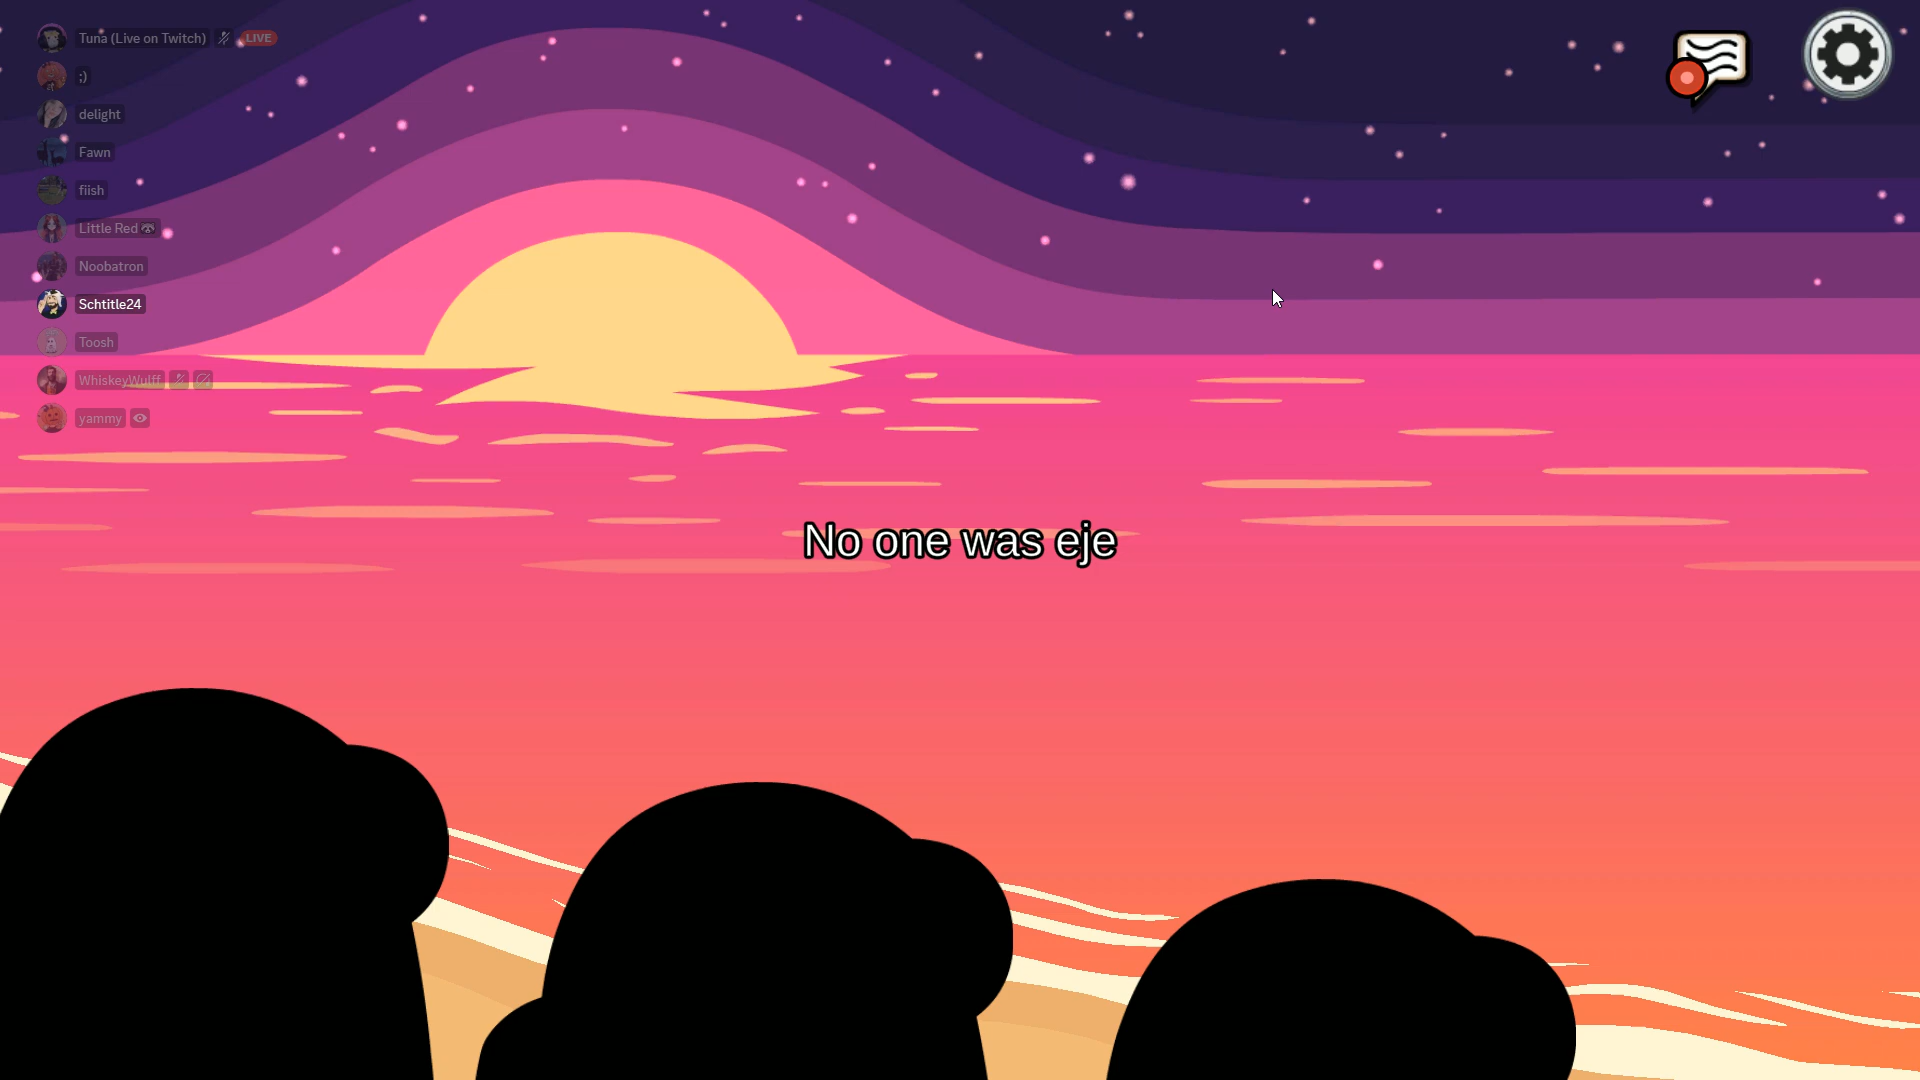 Tuna (Live on Twitch) LIVE
;)
delight
Fawn
fiish
Little Red 🦝
Noobatron
Schtitle24
Toosh
WhiskeyWulff
yammy
No one was eje